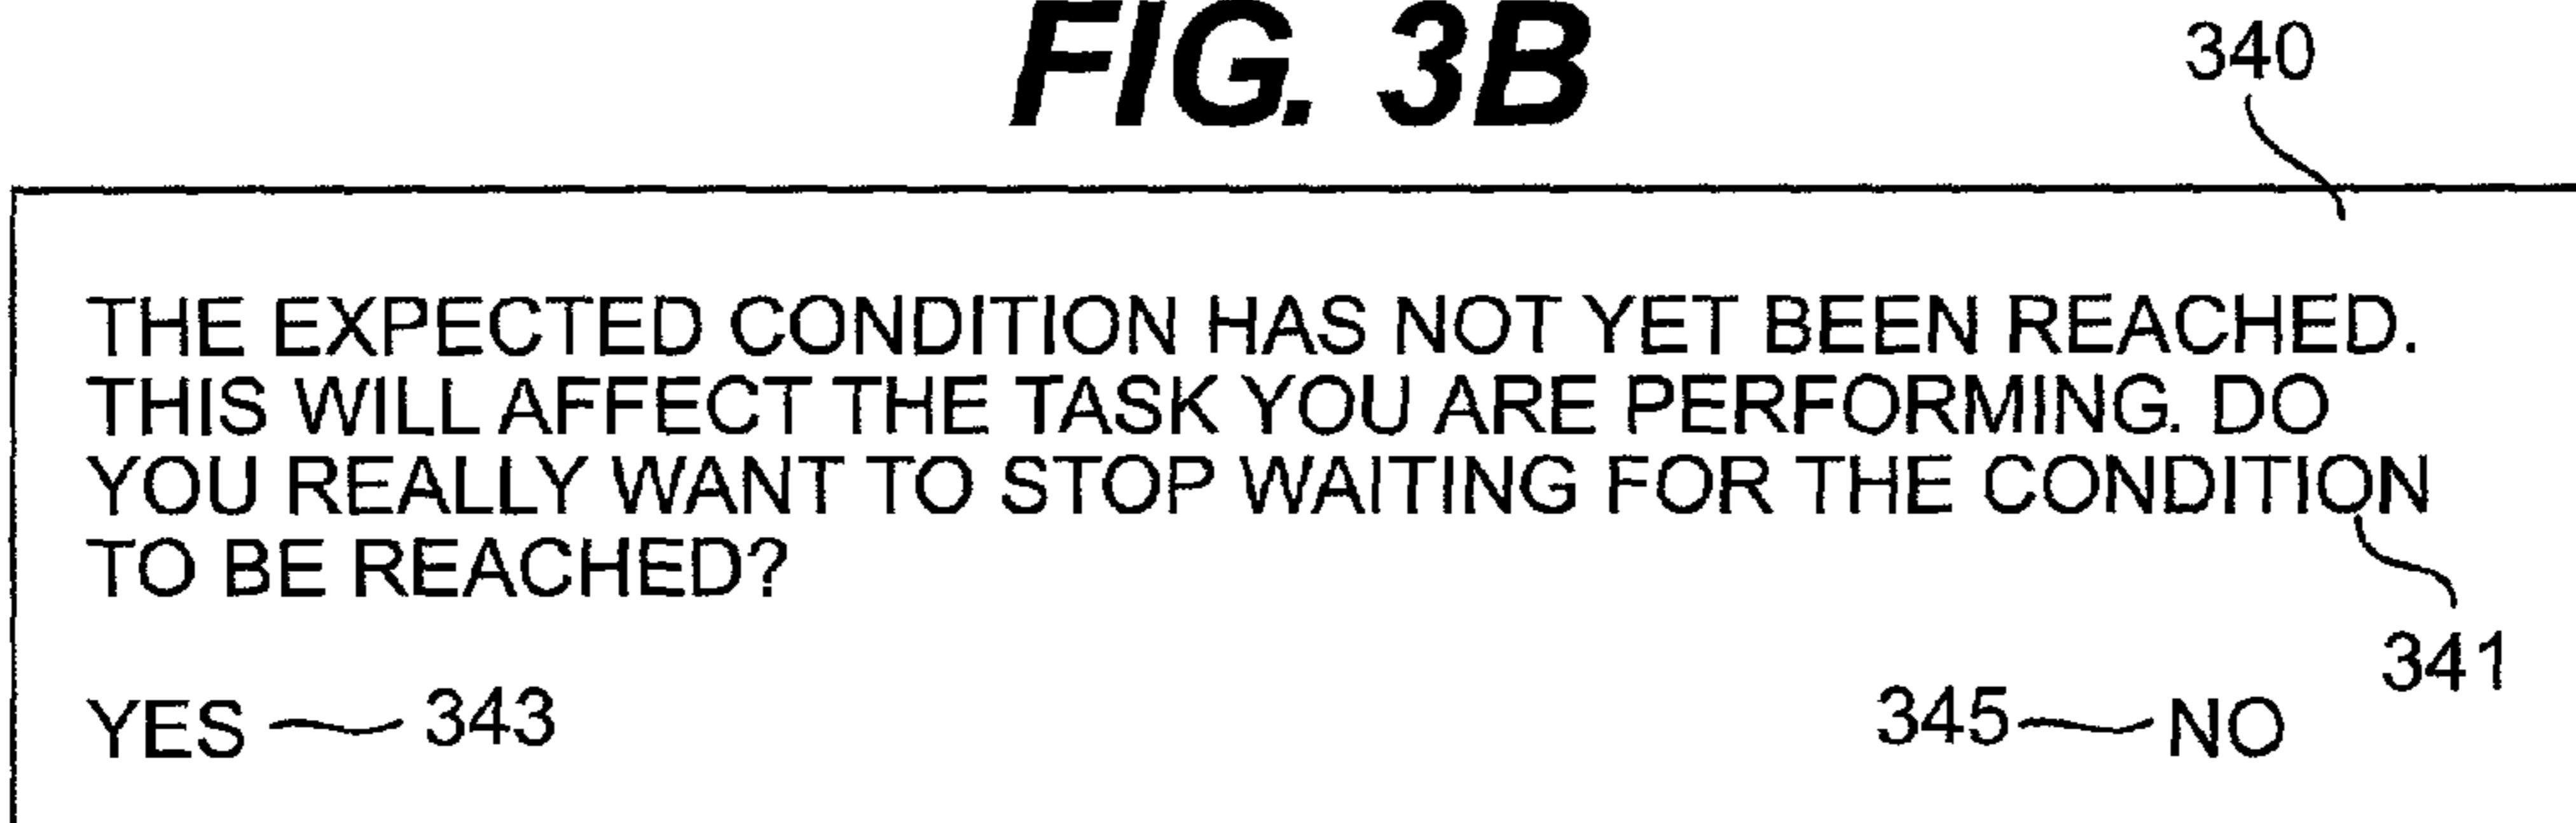 FIG. 3B
340
THE EXPECTED CONDITION HAS NOT YET BEEN REACHED.
THIS WILL AFFECT THE TASK YOU ARE PERFORMING. DO
YOU REALLY WANT TO STOP WAITING FOR THE CONDITION
TO BE REACHED?
341
YES 343 345 NO